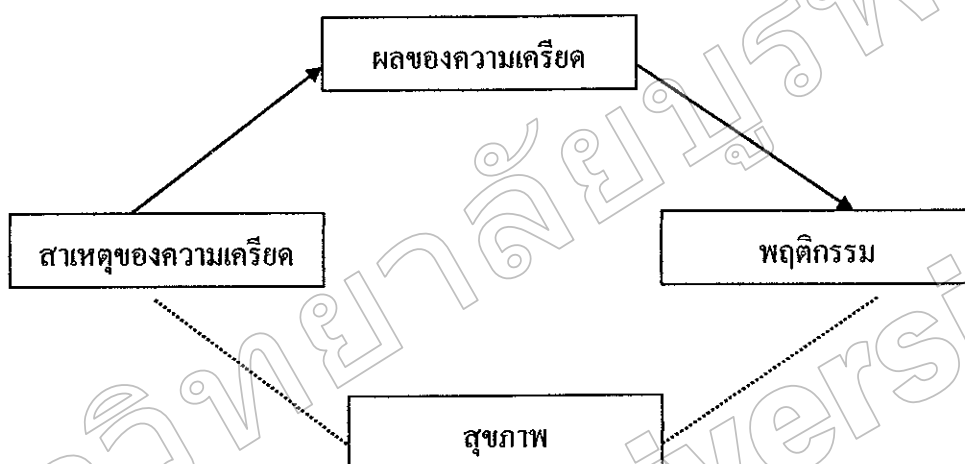 ผลของความเครียด
สาเหตุของความเครียด
พฤติกรรม
สุขภาพ